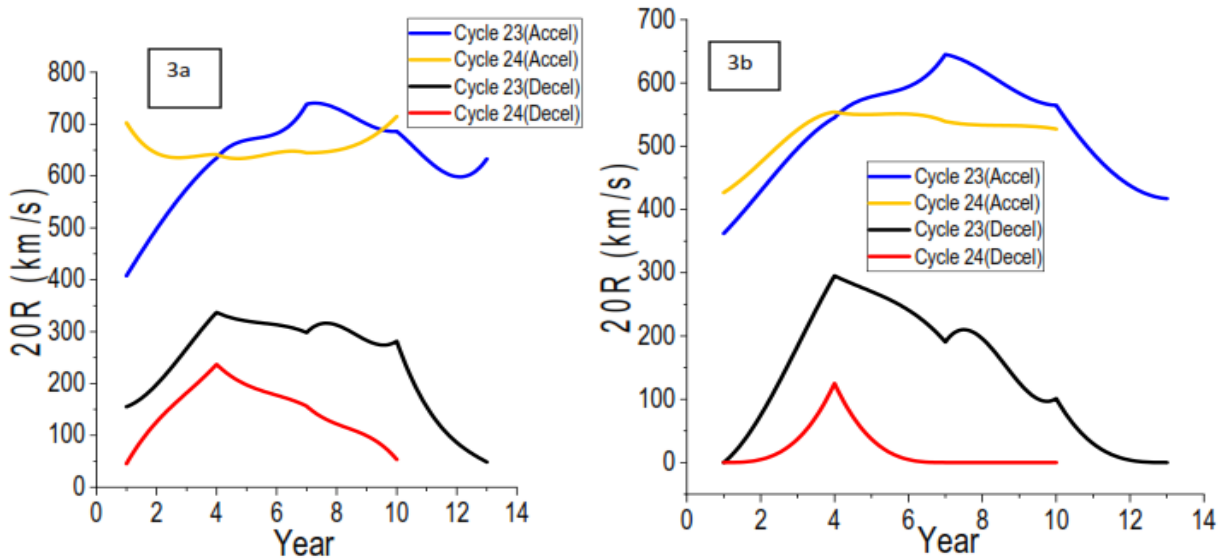 3a
Cycle 23(Accel)
Cycle 24(Accel)
Cycle 23(Decel)
Cycle 24(Decel)
800
700
600
500
400
300
200
100
0
20R (km/s)
0 2 4 6 8 10 12 14
Year
3b
Cycle 23(Accel)
Cycle 24(Accel)
Cycle 23(Decel)
Cycle 24(Decel)
700
600
500
400
300
200
100
0
20R (km/s)
0 2 4 6 8 10 12 14
Year